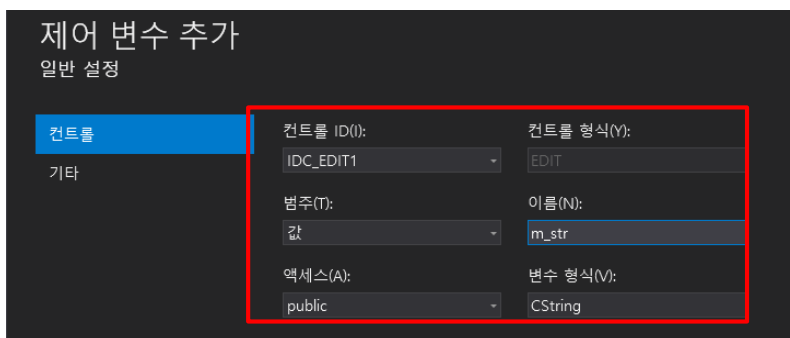 제어 변수 추가
일반 설정
컨트롤
기타
컨트롤 ID(I):
컨트롤 형식(Y):
IDC_EDIT1
EDIT
범주(T):
이름(N):
값
m_str
액세스(A):
변수 형식(V):
public
CString